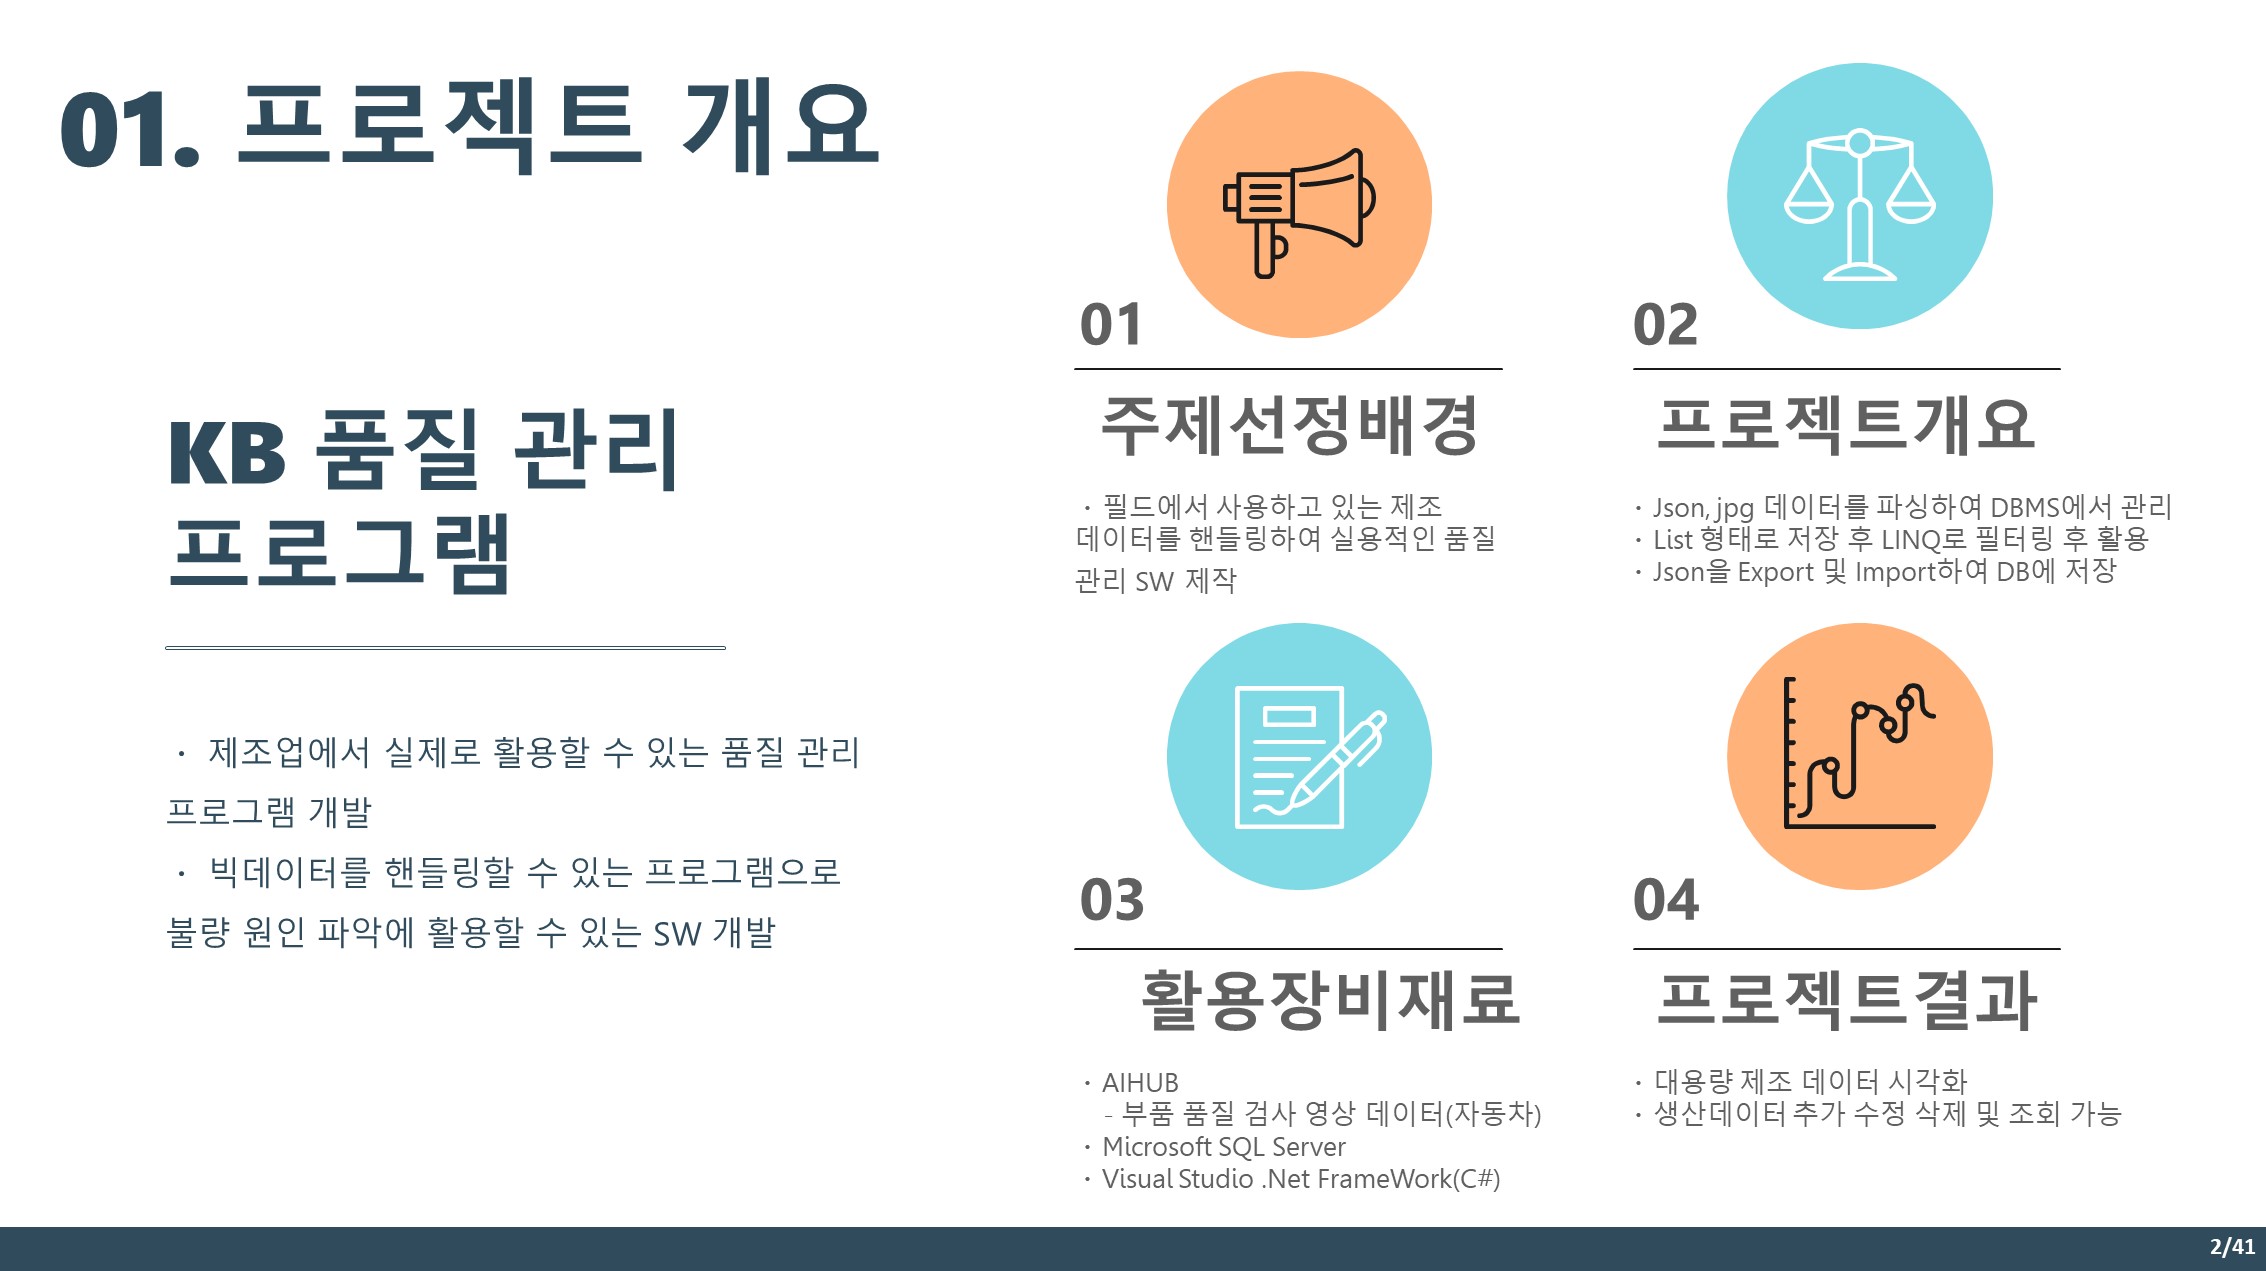 01. 프로젝트 개요
KB 품질 관리
프로그램
· 제조업에서 실제로 활용할 수 있는 품질 관리
프로그램 개발
· 빅데이터를 핸들링할 수 있는 프로그램으로
불량 원인 파악에 활용할 수 있는 SW 개발
01
주제선정배경
· 필드에서 사용하고 있는 제조
데이터를 핸들링하여 실용적인 품질
관리 SW 제작
02
프로젝트개요
· Json, jpg 데이터를 파싱하여 DBMS에서 관리
· List 형태로 저장 후 LINQ로 필터링 후 활용
· Json을 Export 및 Import하여 DB에 저장
03
활용장비재료
· AIHUB
- 부품 품질 검사 영상 데이터(자동차)
· Microsoft SQL Server
· Visual Studio .Net FrameWork(C#)
04
프로젝트결과
· 대용량 제조 데이터 시각화
· 생산데이터 추가 수정 삭제 및 조회 가능
2/41